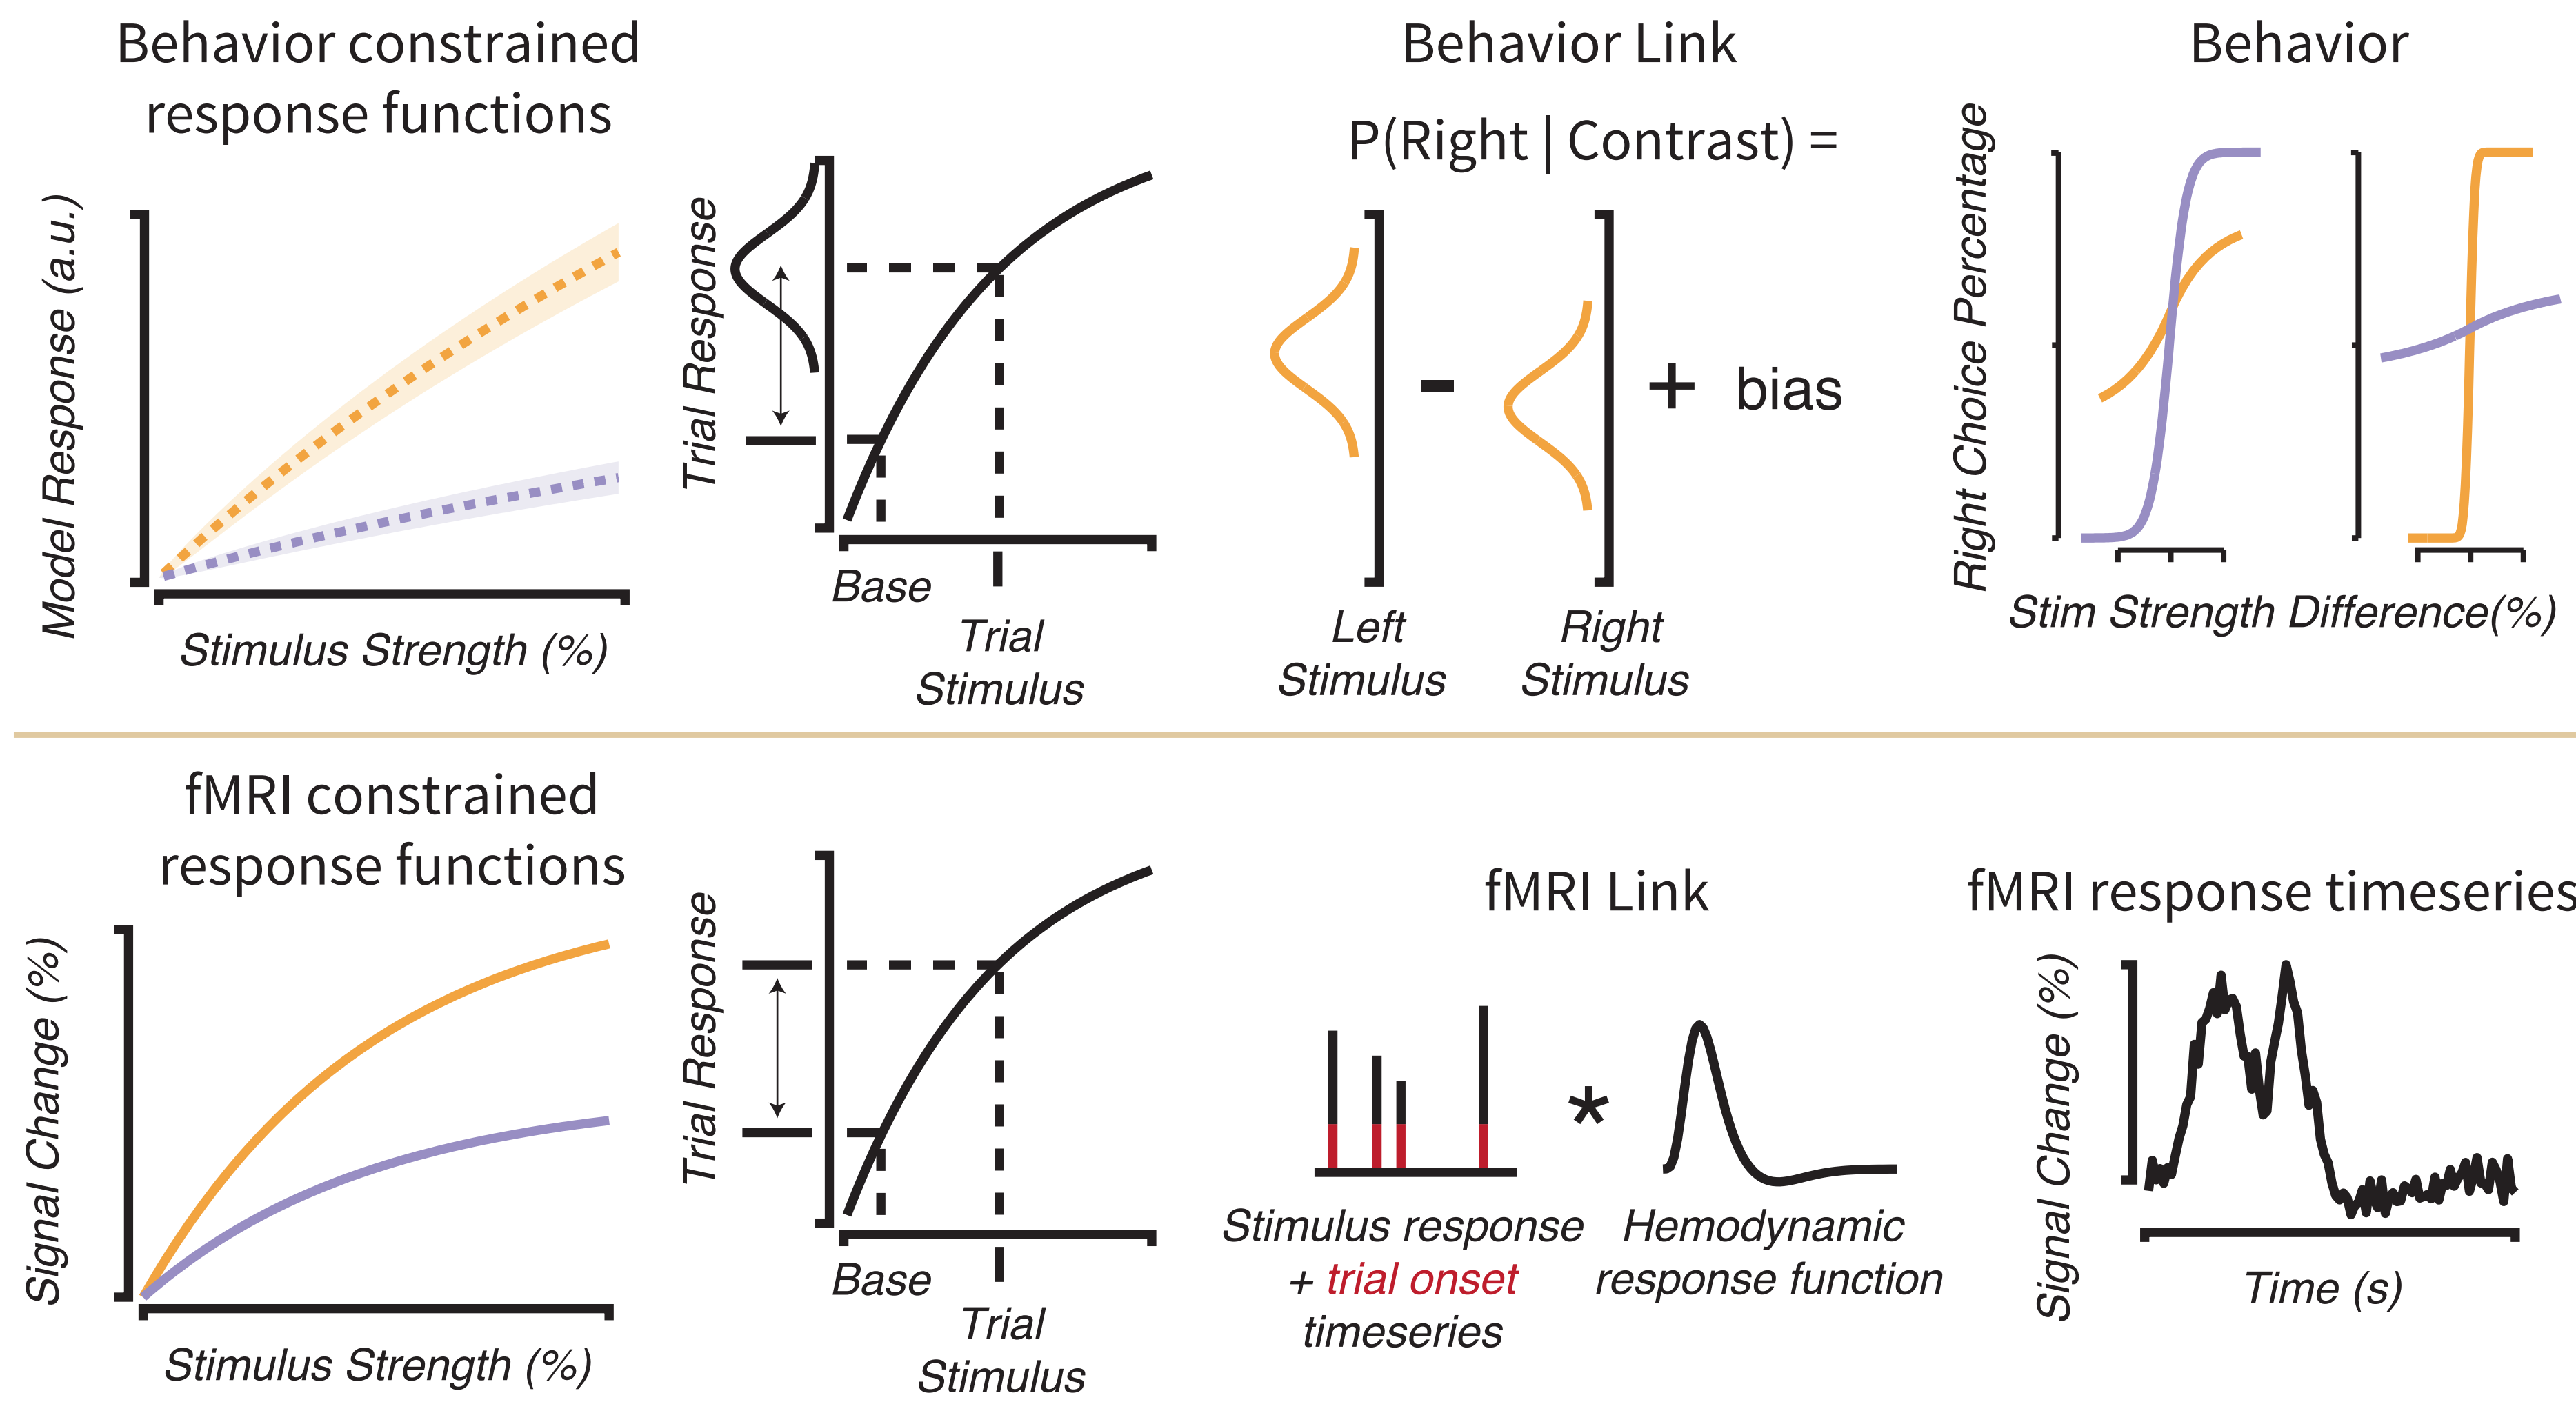 Behavior constrained
response functions
Model Response (a.u.)
Stimulus Strength (%)
Trial Response
Base
Trial
Stimulus
Behavior Link
P(Right | Contrast) =
-
+ bias
Left
Stimulus
Right
Stimulus
Behavior
Right Choice Percentage
Stim Strength Difference(%)
fMRI constrained
response functions
Signal Change (%)
Stimulus Strength (%)
Trial Response
Base
Trial
Stimulus
fMRI Link
*
Stimulus response
+ trial onset
timeseries
Hemodynamic
response function
fMRI response timeseries
Signal Change (%)
Time (s)